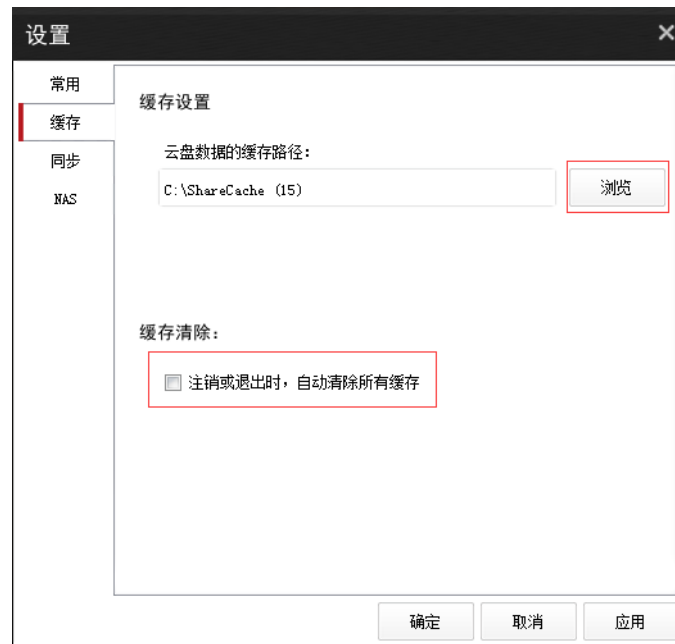 设置
常用
缓存
同步
NAS
缓存设置
云盘数据的缓存路径：
C:\ShareCache (15)
浏览
缓存清除：
注销或退出时，自动清除所有缓存
确定
取消
应用